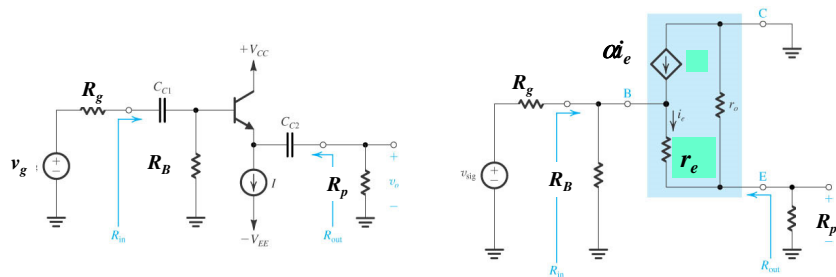 +V_CC
R_g
C_C1
C_C2
v_g
R_B
I
R_p
+
v_o
−
R_in
−V_EE
R_out
C
αi_e
R_g
B
i_e
r_o
v_sig
R_B
r_e
E
+
R_p
−
R_in
R_out